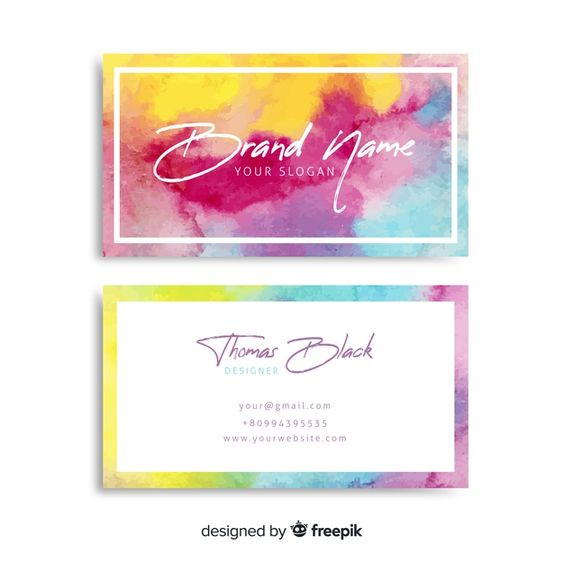 Brand Name
YOUR SLOGAN
Thomas Black
DESIGNER
your@gmail.com
+80994395535
www.yourwebsite.com
designed by freepik